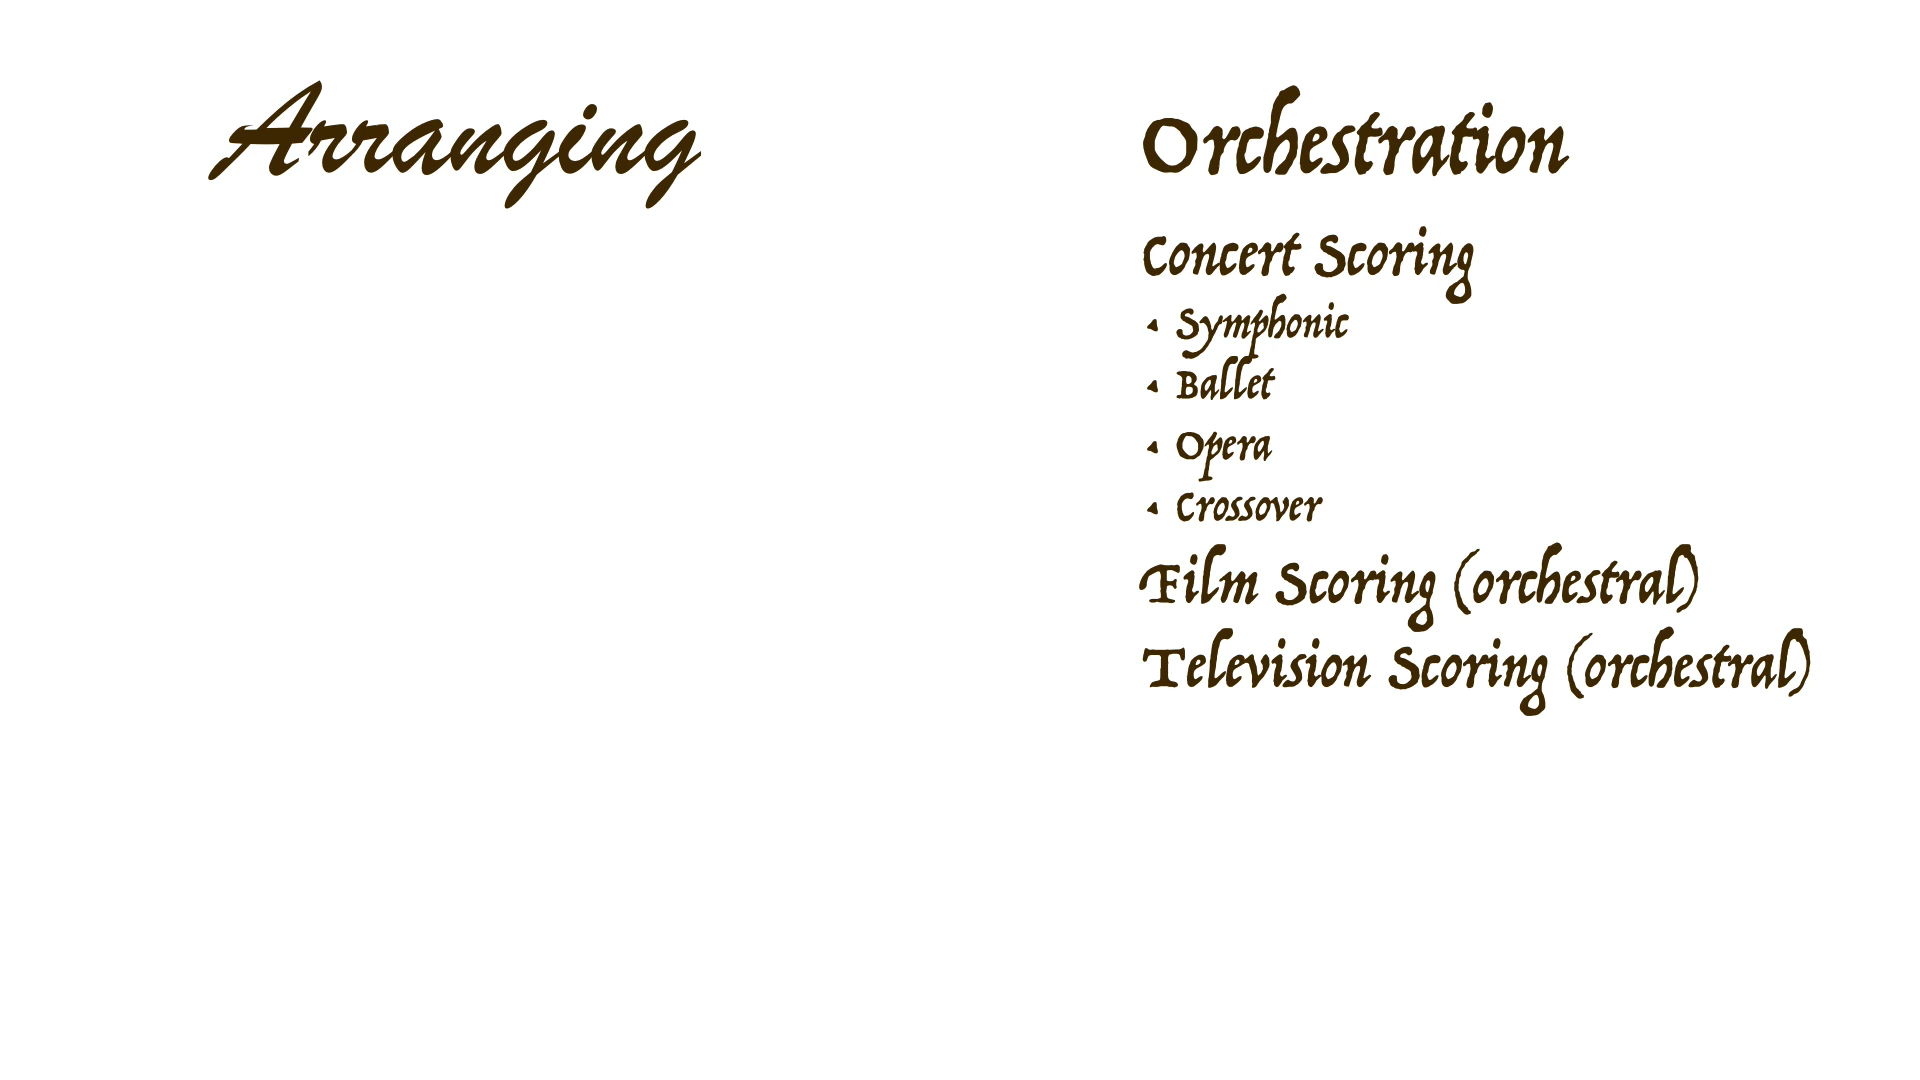 Arranging
Orchestration
Concert Scoring
• Symphonic
• Ballet
• Opera
• Crossover
Film Scoring (orchestral)
Television Scoring (orchestral)